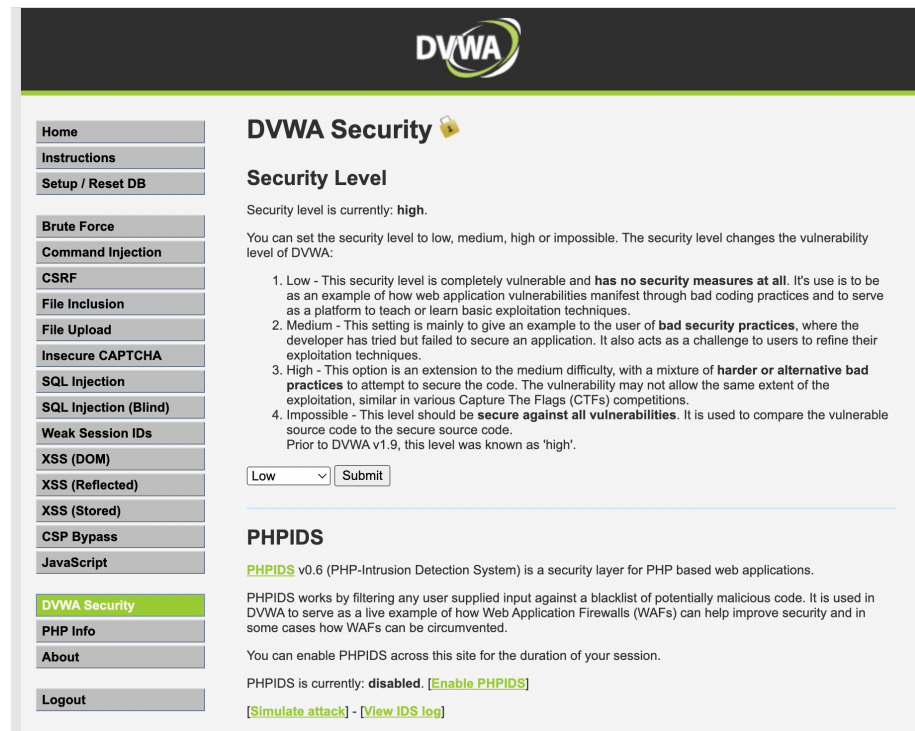 DVWA
Home
Instructions
Setup / Reset DB
Brute Force
Command Injection
CSRF
File Inclusion
File Upload
Insecure CAPTCHA
SQL Injection
SQL Injection (Blind)
Weak Session IDs
XSS (DOM)
XSS (Reflected)
XSS (Stored)
CSP Bypass
JavaScript
DVWA Security
PHP Info
About
Logout
DVWA Security
Security Level
Security level is currently: high.
You can set the security level to low, medium, high or impossible. The security level changes the vulnerability
level of DVWA:
1. Low - This security level is completely vulnerable and has no security measures at all. It's use is to be
as an example of how web application vulnerabilities manifest through bad coding practices and to serve
as a platform to teach or learn basic exploitation techniques.
2. Medium - This setting is mainly to give an example to the user of bad security practices, where the
developer has tried but failed to secure an application. It also acts as a challenge to users to refine their
exploitation techniques.
3. High - This option is an extension to the medium difficulty, with a mixture of harder or alternative bad
practices to attempt to secure the code. The vulnerability may not allow the same extent of the
exploitation, similar in various Capture The Flags (CTFs) competitions.
4. Impossible - This level should be secure against all vulnerabilities. It is used to compare the vulnerable
source code to the secure source code.
Prior to DVWA v1.9, this level was known as 'high'.
Low Submit
PHPIDS
PHPIDS v0.6 (PHP-Intrusion Detection System) is a security layer for PHP based web applications.
PHPIDS works by filtering any user supplied input against a blacklist of potentially malicious code. It is used in
DVWA to serve as a live example of how Web Application Firewalls (WAFs) can help improve security and in
some cases how WAFs can be circumvented.
You can enable PHPIDS across this site for the duration of your session.
PHPIDS is currently: disabled. [Enable PHPIDS]
[Simulate attack] - [View IDS log]